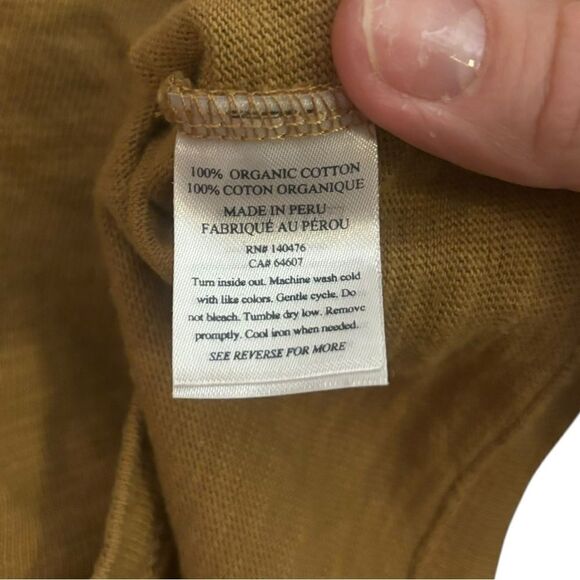 100% ORGANIC COTTON
100% COTON ORGANIQUE
MADE IN PERU
FABRIQUÉ AU PÉROU
RN# 140476
CA# 64607
Turn inside out. Machine wash cold
with like colors. Gentle cycle. Do
not bleach. Tumble dry low. Remove
promptly. Cool iron when needed.
SEE REVERSE FOR MORE